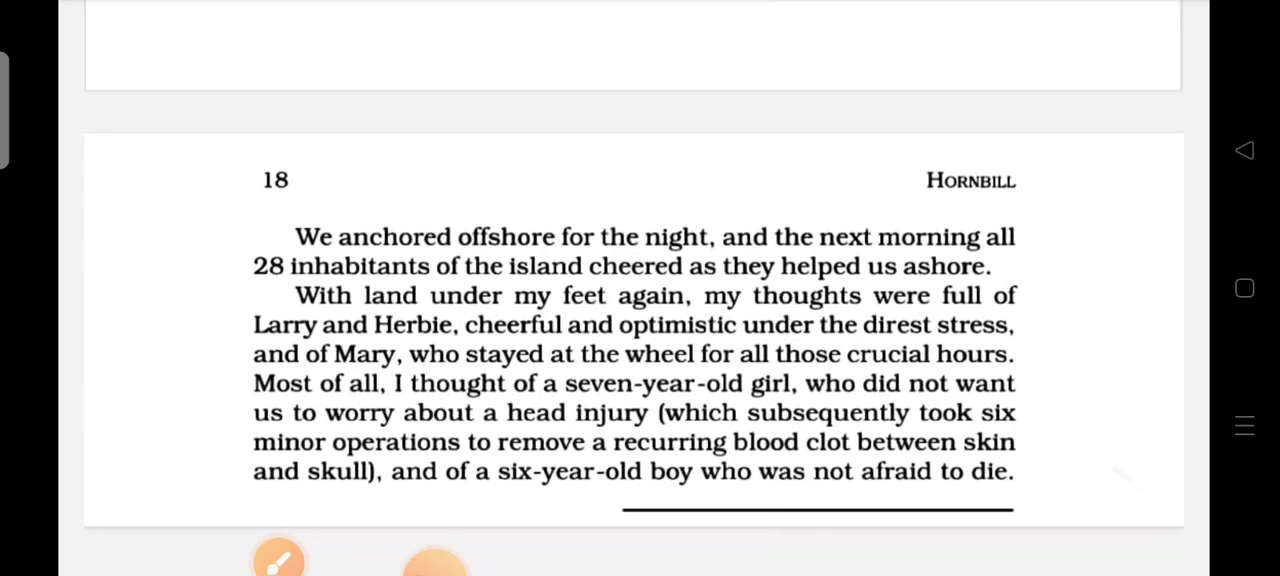 18 HORNBILL
We anchored offshore for the night, and the next morning all
28 inhabitants of the island cheered as they helped us ashore.
With land under my feet again, my thoughts were full of
Larry and Herbie, cheerful and optimistic under the direst stress,
and of Mary, who stayed at the wheel for all those crucial hours.
Most of all, I thought of a seven-year-old girl, who did not want
us to worry about a head injury (which subsequently took six
minor operations to remove a recurring blood clot between skin
and skull), and of a six-year-old boy who was not afraid to die.